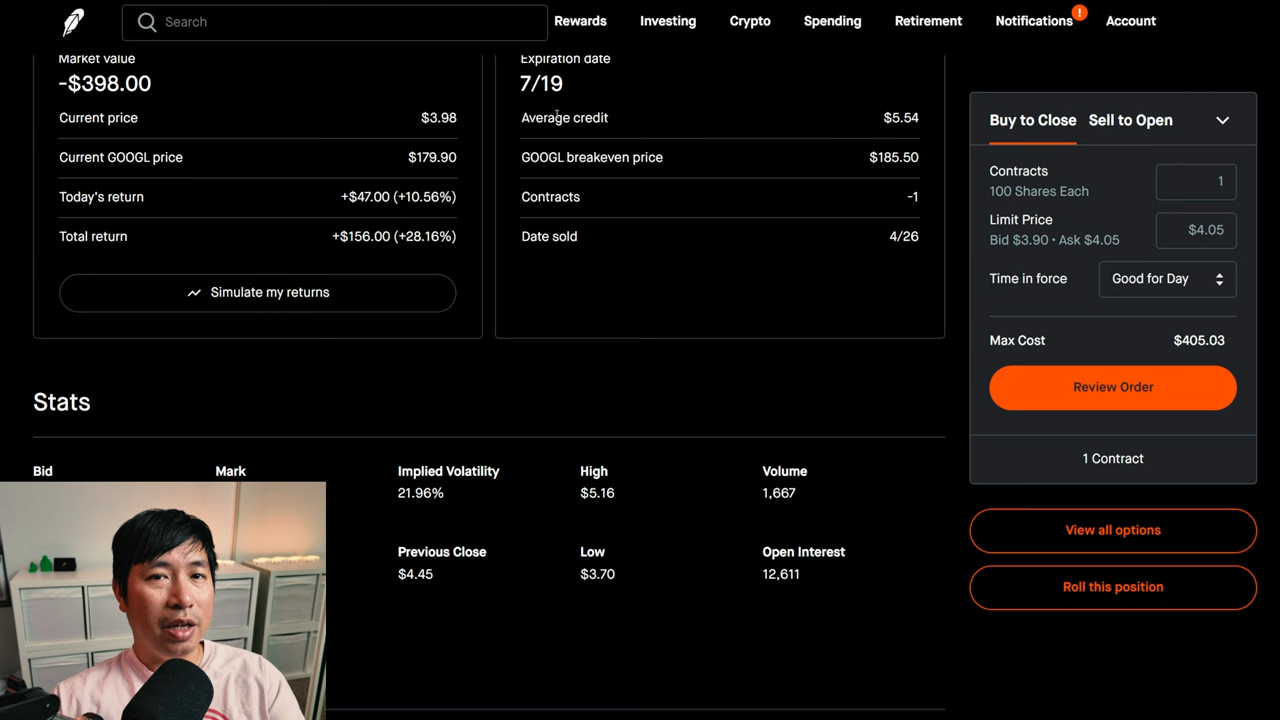 Search
Rewards
Investing
Crypto
Spending
Retirement
Notifications
!
Account
Market value
-$398.00
Current price $3.98
Current GOOGL price $179.90
Today's return +$47.00 (+10.56%)
Total return +$156.00 (+28.16%)
Simulate my returns
Expiration date
7/19
Average credit $5.54
GOOGL breakeven price $185.50
Contracts -1
Date sold 4/26
Buy to Close Sell to Open
Contracts
100 Shares Each
1
Limit Price
Bid $3.90 • Ask $4.05
$4.05
Time in force Good for Day
Max Cost $405.03
Review Order
1 Contract
View all options
Roll this position
Stats
Bid
Mark
Implied Volatility
21.96%
High
$5.16
Volume
1,667
Previous Close
$4.45
Low
$3.70
Open Interest
12,611